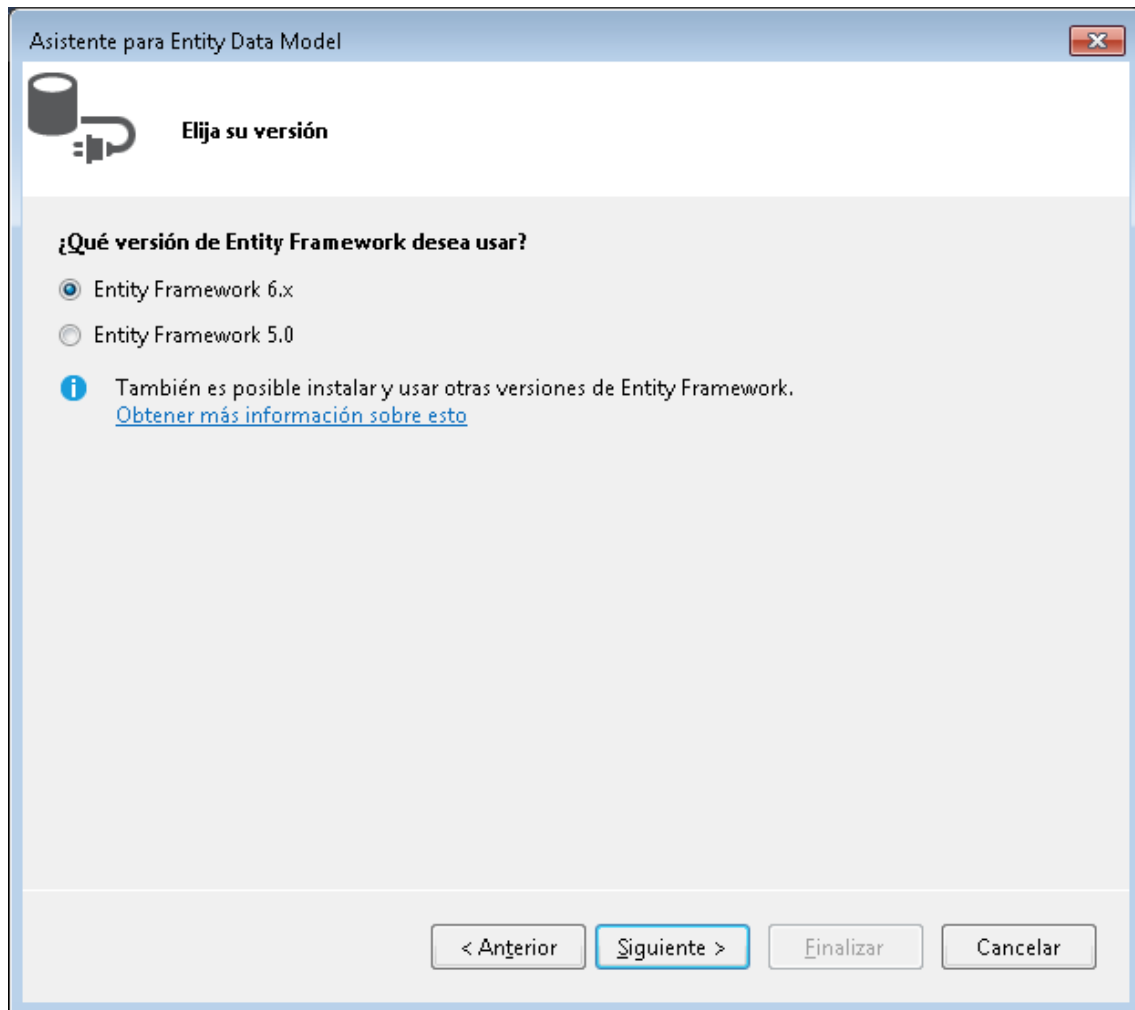 Asistente para Entity Data Model
Elija su versión
¿Qué versión de Entity Framework desea usar?
Entity Framework 6.x
Entity Framework 5.0
También es posible instalar y usar otras versiones de Entity Framework.
Obtener más información sobre esto
< Anterior Siguiente > Finalizar Cancelar